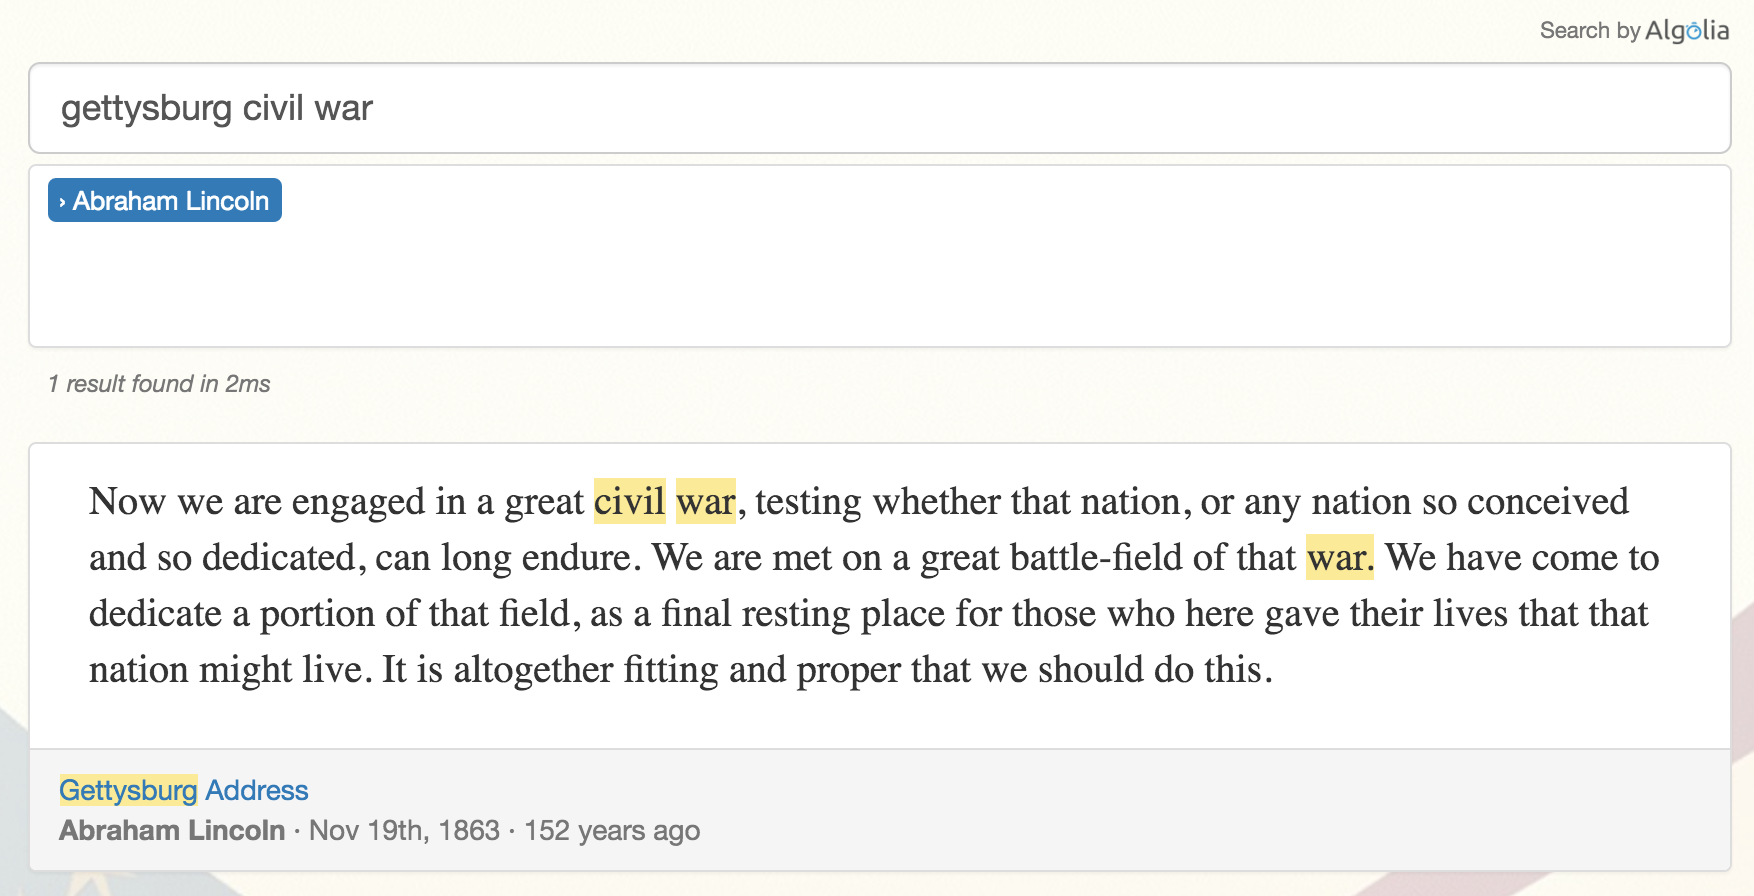 Search by Algolia
gettysburg civil war
› Abraham Lincoln
1 result found in 2ms
Now we are engaged in a great civil war, testing whether that nation, or any nation so conceived
and so dedicated, can long endure. We are met on a great battle-field of that war. We have come to
dedicate a portion of that field, as a final resting place for those who here gave their lives that that
nation might live. It is altogether fitting and proper that we should do this.
Gettysburg Address
Abraham Lincoln · Nov 19th, 1863 · 152 years ago